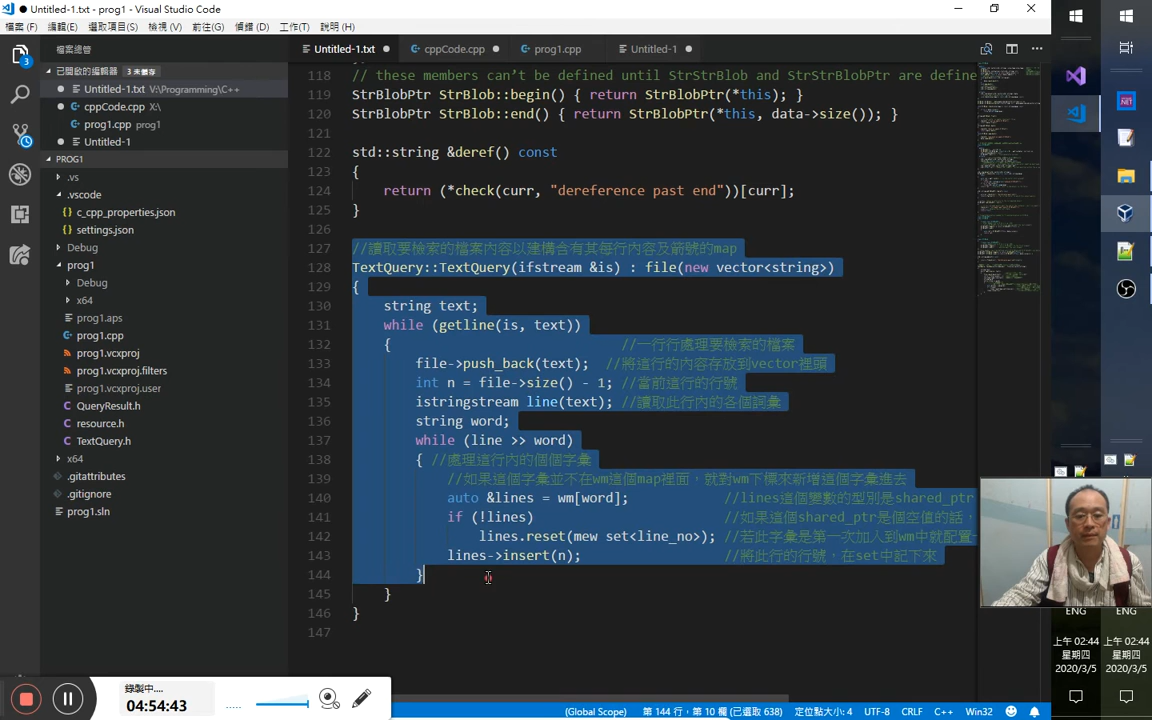 ● Untitled-1.txt - prog1 - Visual Studio Code
檔案 (F) 編輯(E) 選取項目(S) 檢視 (V) 前往(G) 偵錯 (D) 工作(T) 說明 (H)
檔案總管
Untitled-1.txt cppCode.cpp prog1.cpp Untitled-1
3
已開啟的編輯器 3 未儲存
Untitled-1.txt V:\Programming\C++
cppCode.cpp X:\
prog1.cpp prog1
Untitled-1
PROG1
.vs
.vscode
c_cpp_properties.json
settings.json
Debug
prog1
Debug
x64
prog1.aps
prog1.cpp
prog1.vcxproj
prog1.vcxproj.filters
prog1.vcxproj.user
QueryResult.h
resource.h
TextQuery.h
x64
.gitattributes
.gitignore
prog1.sln
118 // these members can't be defined until StrStrBlob and StrStrBlobPtr are define
119 StrBlobPtr StrBlob::begin() { return StrBlobPtr(*this); }
120 StrBlobPtr StrBlob::end() { return StrBlobPtr(*this, data->size()); }
121
122 std::string &deref() const
123 {
124 return (*check(curr, "dereference past end"))[curr];
125 }
126
127 //讀取要檢索的檔案內容以建構含有其每行內容及箭號的map
128 TextQuery::TextQuery(ifstream &is) : file(new vector<string>)
129 {
130 string text;
131 while (getline(is, text))
132 { //一行行處理要檢索的檔案
133 file->push_back(text); //將這行的內容存放到vector裡頭
134 int n = file->size() - 1; //當前這行的行號
135 istringstream line(text); //讀取此行內的各個詞彙
136 string word;
137 while (line >> word)
138 { //處理這行內的個個字彙
139 //如果這個字彙並不在wm這個map裡面，就對wm下標來新增這個字彙進去
140 auto &lines = wm[word]; //lines這個變數的型別是shared_ptr
141 if (!lines) //如果這個shared_ptr是個空值的話，
142 lines.reset(mew set<line_no>); //若此字彙是第一次加入到wm中就配置一
143 lines->insert(n); //將此行的行號，在set中記下來
144 }
145 }
146 }
147
錄製中....
04:54:43
(Global Scope) 第 144 行，第 10 欄 (已選取 638) 定位點大小: 4 UTF-8 CRLF C++ Win32
ENG ENG
上午 02:44 上午 02:44
星期四 星期四
2020/3/5 2020/3/5
.NET